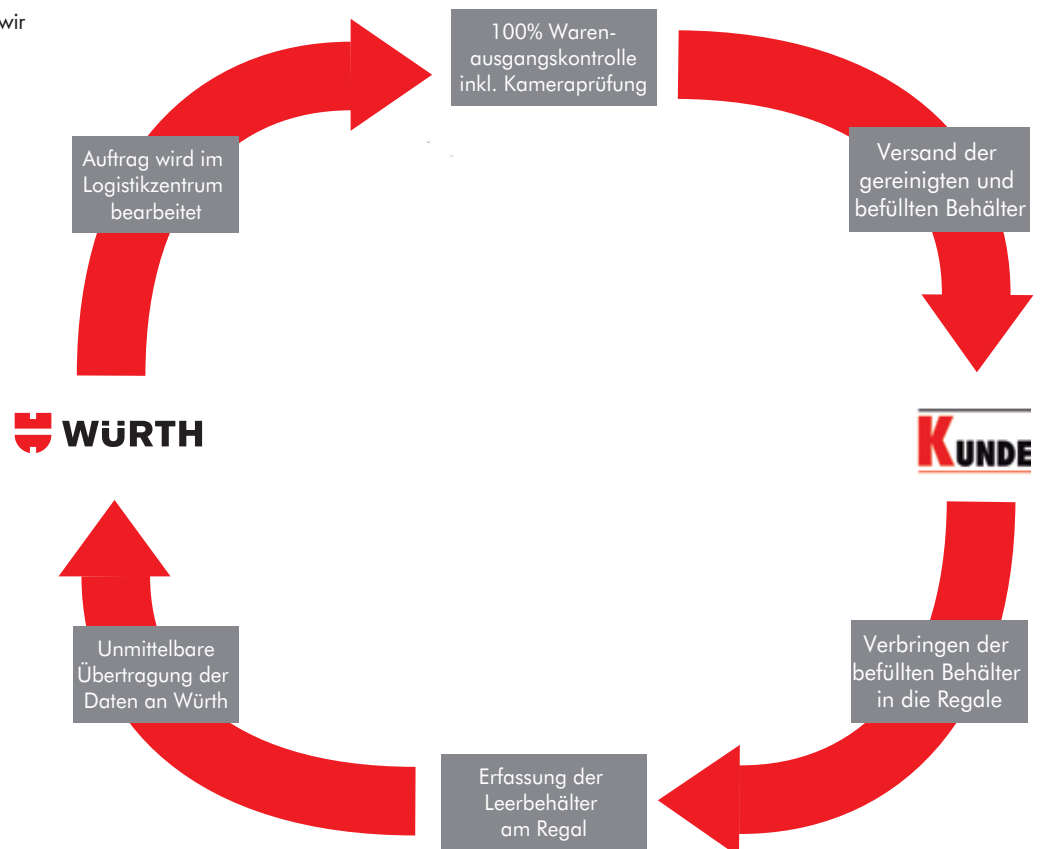 wir
100% Waren-
ausgangskontrolle
inkl. Kameraprüfung
Auftrag wird im
Logistikzentrum
bearbeitet
Versand der
gereinigten und
befüllten Behälter
WÜRTH
KUNDE
Unmittelbare
Übertragung der
Daten an Würth
Verbringen der
befüllten Behälter
in die Regale
Erfassung der
Leerbehälter
am Regal